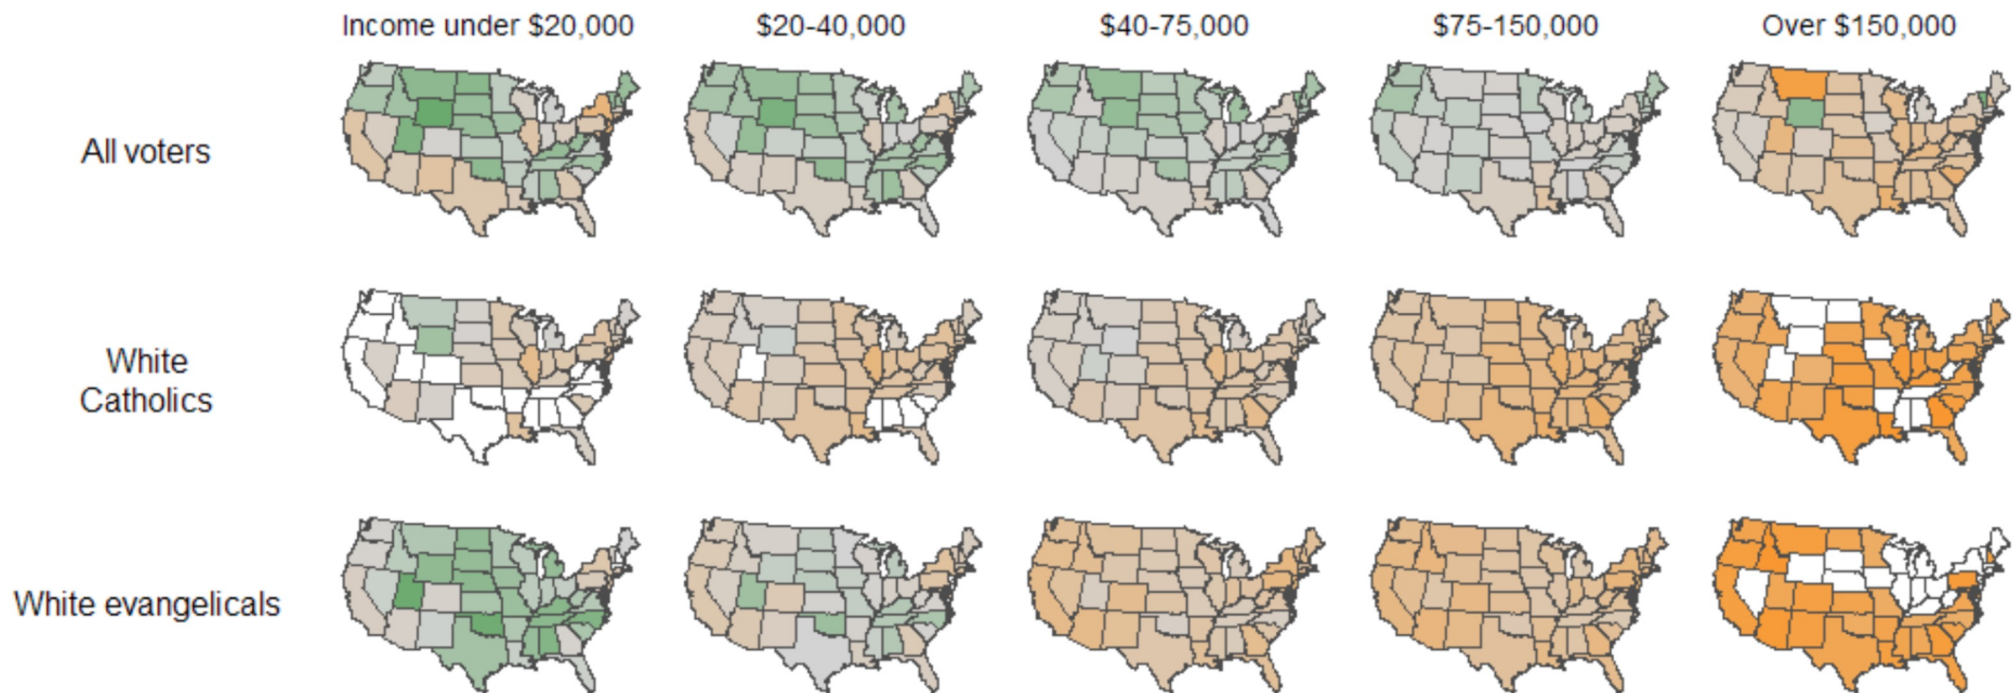 Income under $20,000
$20-40,000
$40-75,000
$75-150,000
Over $150,000
All voters
White
Catholics
White evangelicals